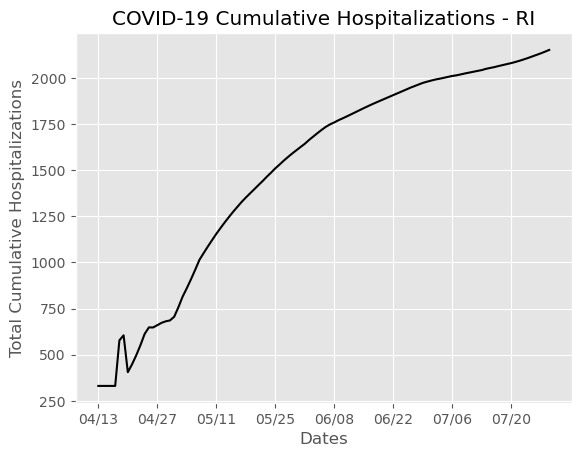 COVID-19 Cumulative Hospitalizations - RI
Total Cumulative Hospitalizations
2000
1750
1500
1250
1000
750
500
250
04/13 04/27 05/11 05/25 06/08 06/22 07/06 07/20
Dates